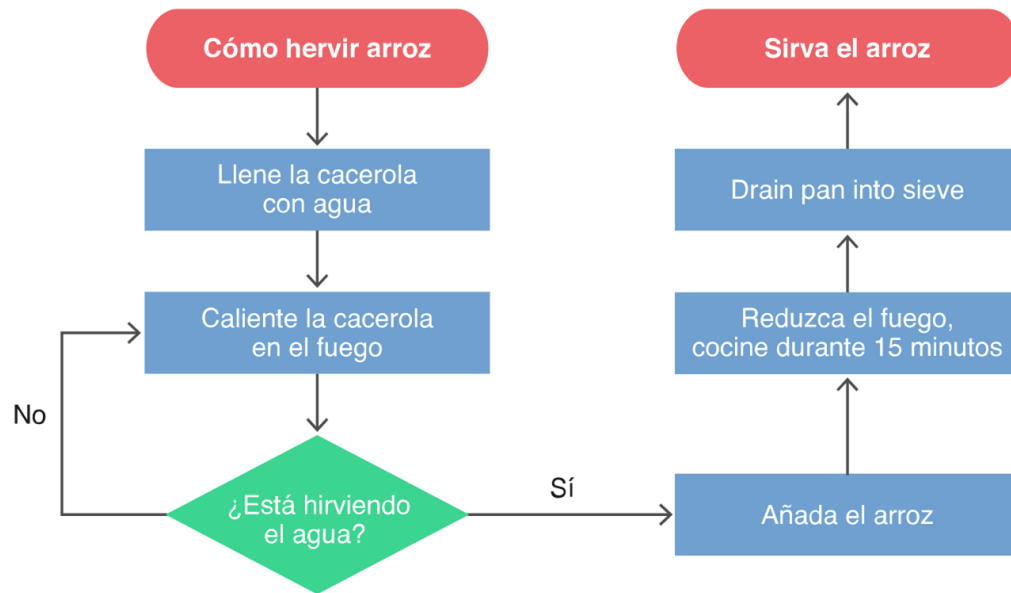 Cómo hervir arroz
Llene la cacerola
con agua
Caliente la cacerola
en el fuego
No
¿Está hirviendo
el agua?
Sí
Añada el arroz
Reduzca el fuego,
cocine durante 15 minutos
Drain pan into sieve
Sirva el arroz